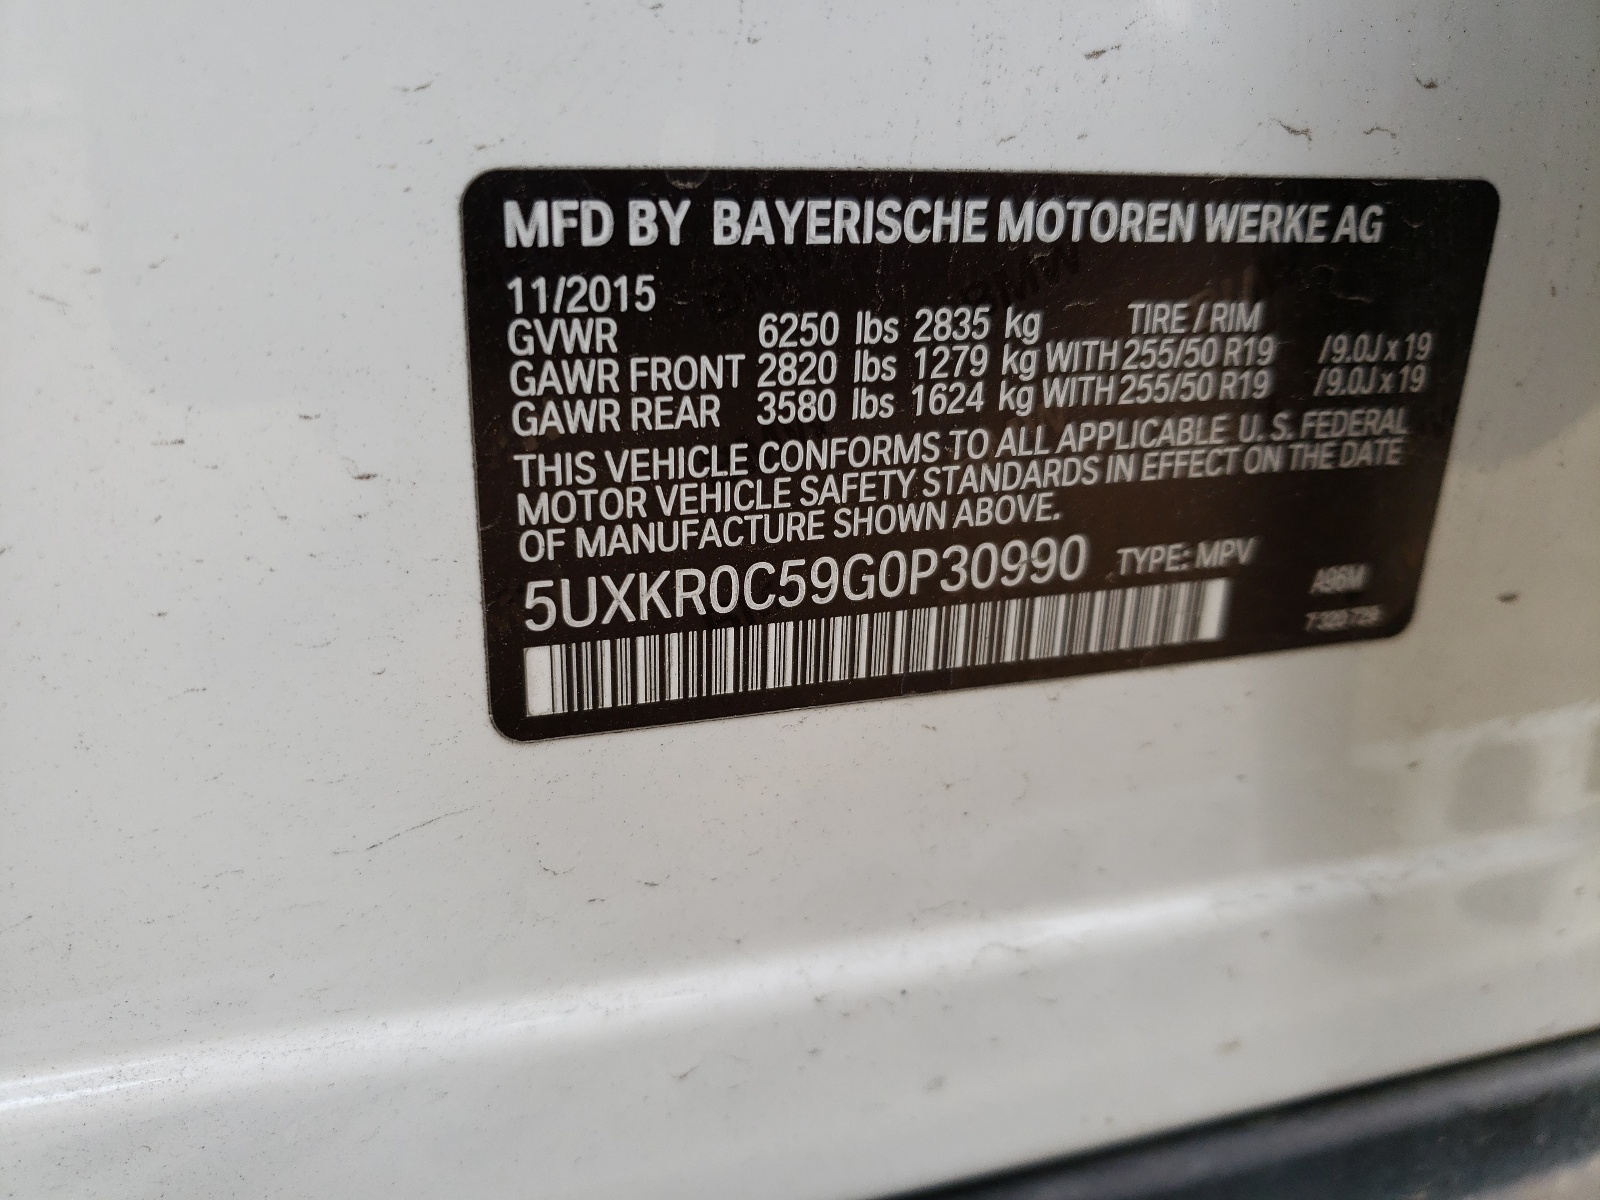 MFD BY BAYERISCHE MOTOREN WERKE AG
11/2015
GVWR 6250 lbs 2835 kg TIRE / RIM
GAWR FRONT 2820 lbs 1279 kg WITH 255/50 R19 /9.0J x 19
GAWR REAR 3580 lbs 1624 kg WITH 255/50 R19 /9.0J x 19
THIS VEHICLE CONFORMS TO ALL APPLICABLE U. S. FEDERAL
MOTOR VEHICLE SAFETY STANDARDS IN EFFECT ON THE DATE
OF MANUFACTURE SHOWN ABOVE.
5UXKR0C59G0P30990 TYPE: MPV
A96M